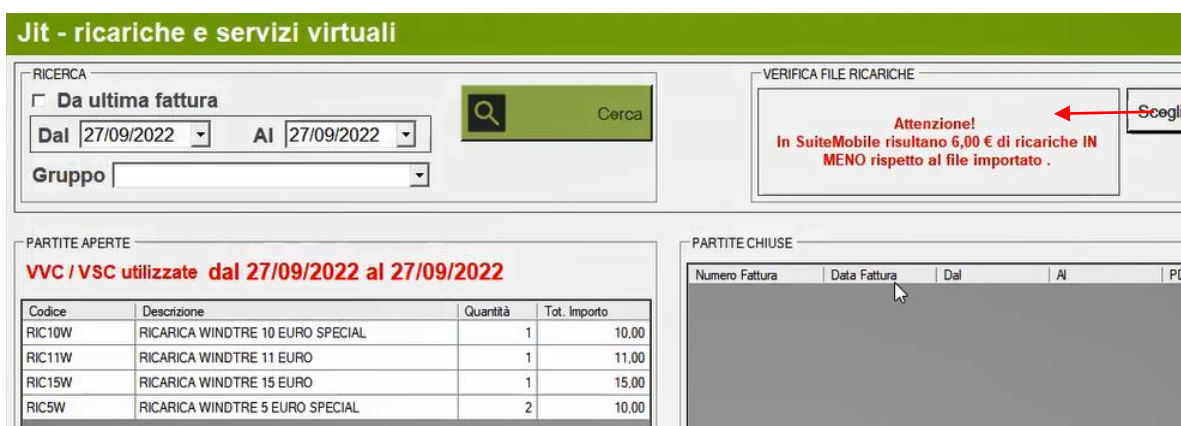 Jit - ricariche e servizi virtuali
RICERCA
Da ultima fattura
Dal 27/09/2022 Al 27/09/2022
Gruppo
Cerca
VERIFICA FILE RICARICHE
Attenzione!
In SuiteMobile risultano 6,00 € di ricariche IN
MENO rispetto al file importato .
Scegli
PARTITE APERTE
VVC / VSC utilizzate dal 27/09/2022 al 27/09/2022
Codice Descrizione Quantità Tot. Importo
RIC10W RICARICA WINDTRE 10 EURO SPECIAL 1 10,00
RIC11W RICARICA WINDTRE 11 EURO 1 11,00
RIC15W RICARICA WINDTRE 15 EURO 1 15,00
RIC5W RICARICA WINDTRE 5 EURO SPECIAL 2 10,00
PARTITE CHIUSE
Numero Fattura Data Fattura Dal Al PD